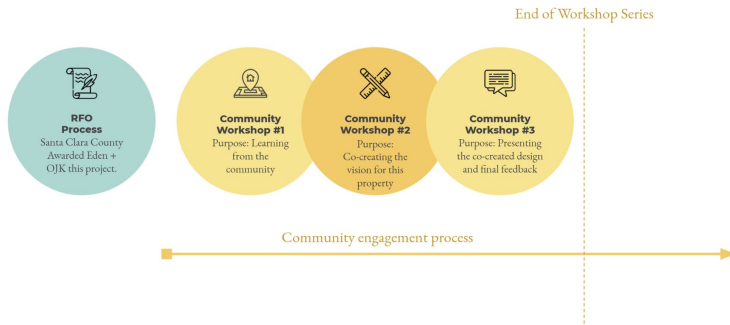 End of Workshop Series
RFO
Process
Santa Clara County
Awarded Eden +
OJK this project.
Community
Workshop #1
Purpose: Learning
from the
community
Community
Workshop #2
Purpose:
Co-creating the
vision for this
property
Community
Workshop #3
Purpose: Presenting
the co-created design
and final feedback
Community engagement process